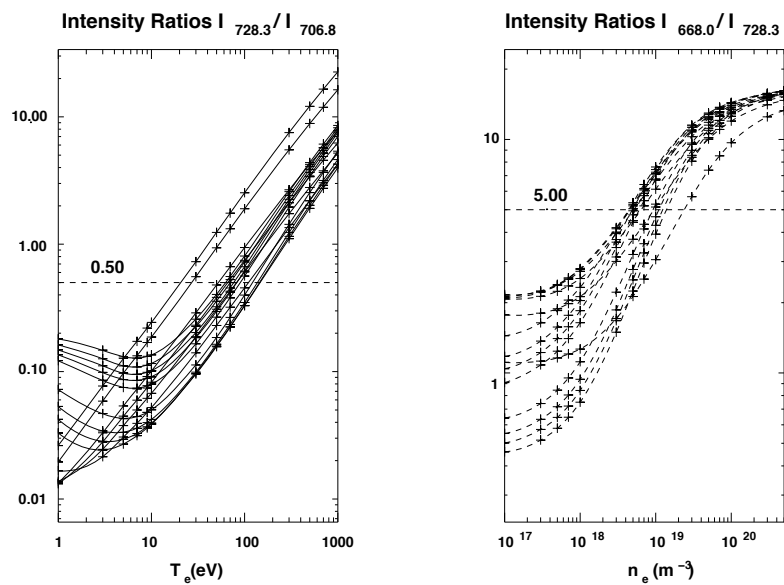 Intensity Ratios I 728.3 / I 706.8
10.00
1.00
0.50
0.10
0.01
1 10 100 1000
T e (eV)
Intensity Ratios I 668.0 / I 728.3
10
5.00
1
10 17 10 18 10 19 10 20
n e (m -3 )